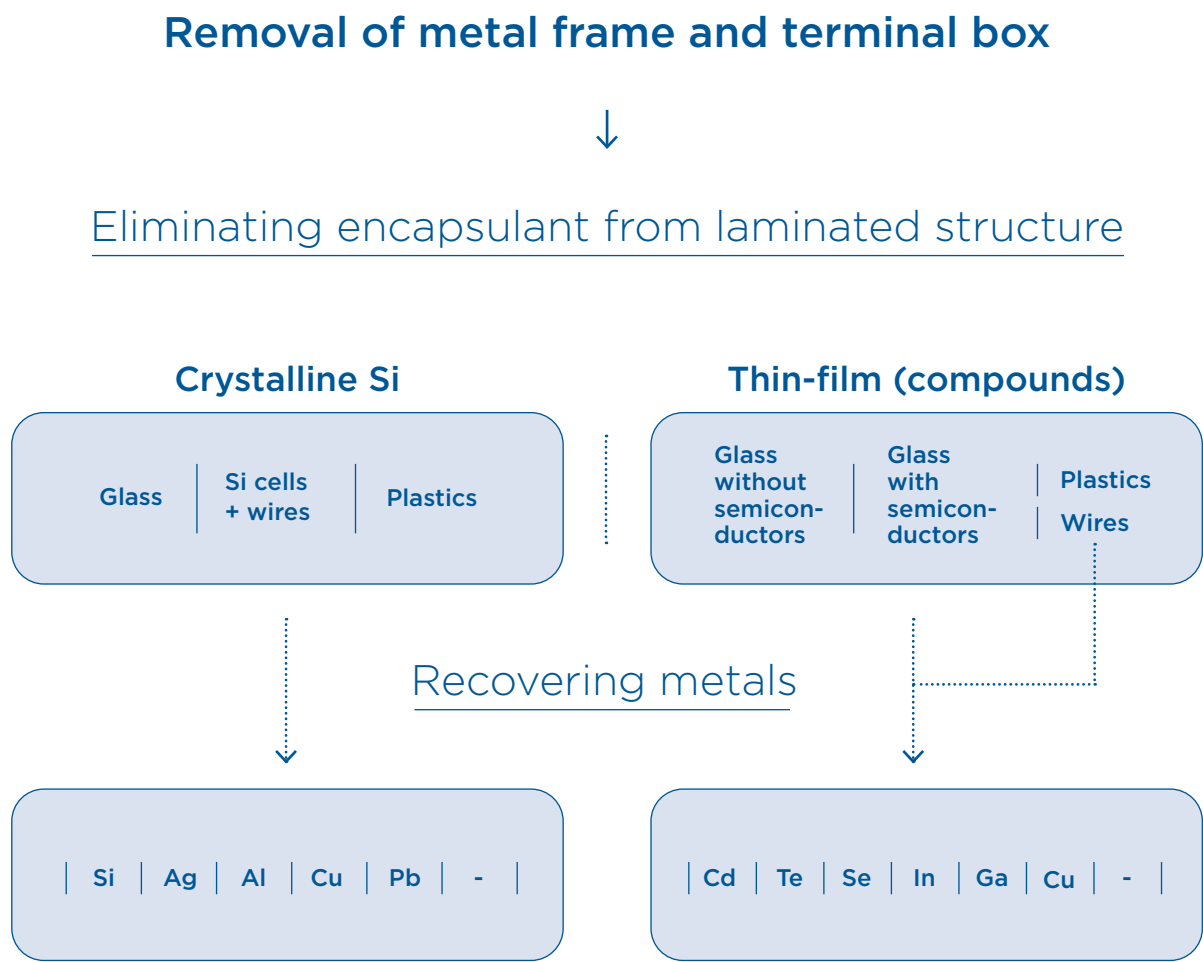 Removal of metal frame and terminal box
Eliminating encapsulant from laminated structure
Crystalline Si
Glass
Si cells
+ wires
Plastics
Thin-film (compounds)
Glass
without
semicon-
ductors
Glass
with
semicon-
ductors
Plastics
Wires
Recovering metals
| Si | Ag | Al | Cu | Pb | - |
| Cd | Te | Se | In | Ga | Cu | - |